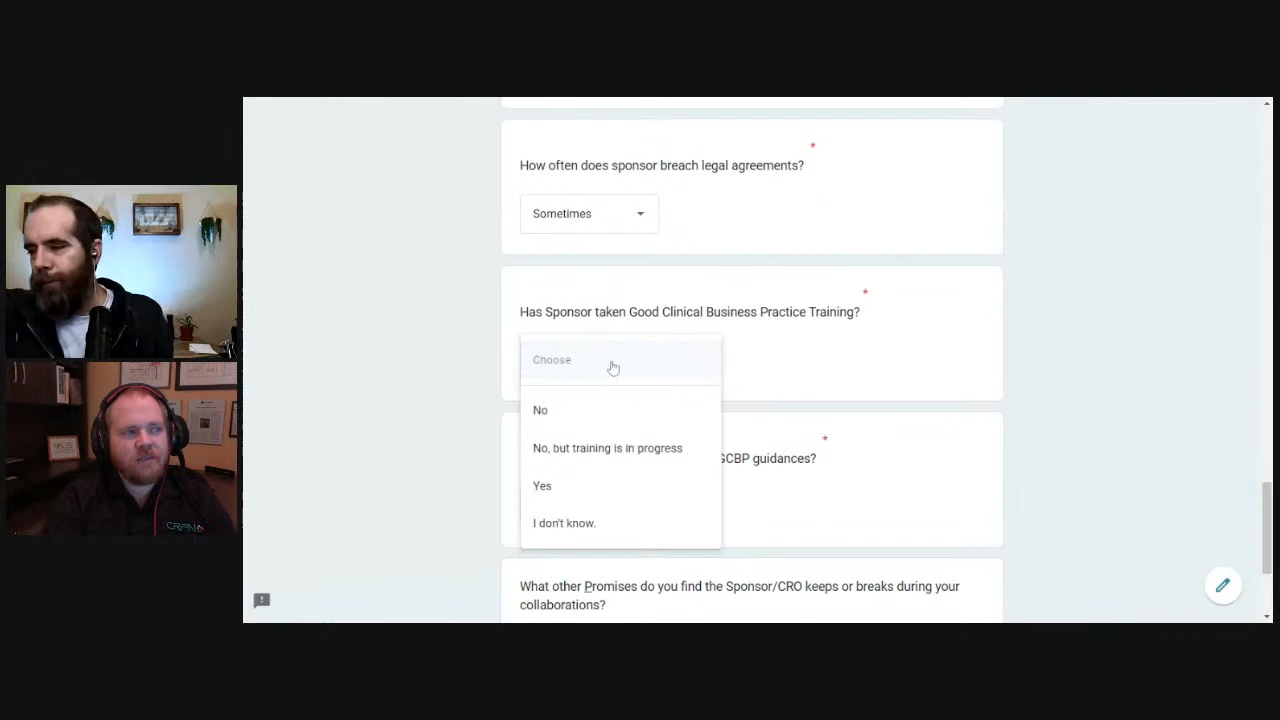 How often does sponsor breach legal agreements? *
Sometimes
Has Sponsor taken Good Clinical Business Practice Training? *
Choose
No
No, but training is in progress
Yes
I don't know.
GCBP guidances? *
What other Promises do you find the Sponsor/CRO keeps or breaks during your
collaborations?